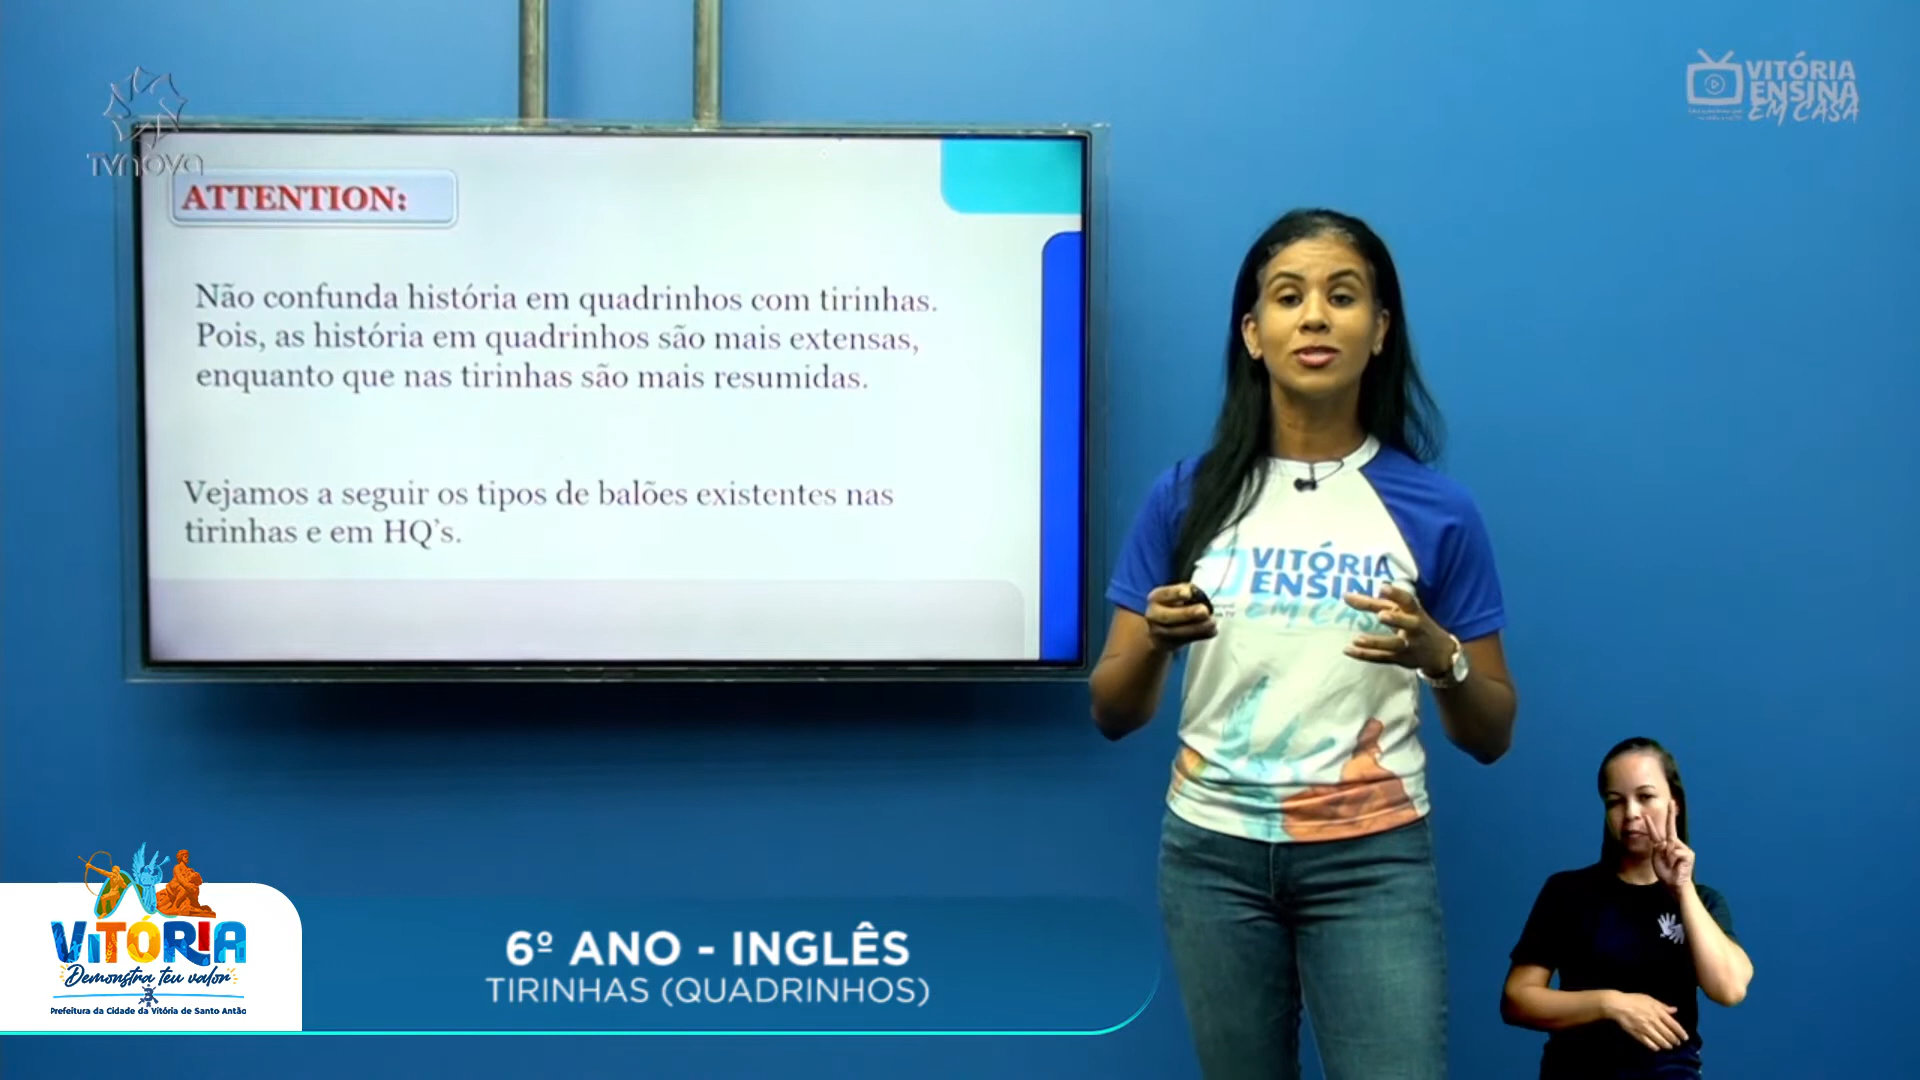 TVNOVA
VITÓRIA
ENSINA
EM CASA
ATTENTION:
Não confunda história em quadrinhos com tirinhas.
Pois, as história em quadrinhos são mais extensas,
enquanto que nas tirinhas são mais resumidas.
Vejamos a seguir os tipos de balões existentes nas
tirinhas e em HQ's.
VITÓRIA
ENSINA
EM CASA
VITÓRIA
Demonstra teu valor
Prefeitura da Cidade da Vitória de Santo Antão
6º ANO - INGLÊS
TIRINHAS (QUADRINHOS)